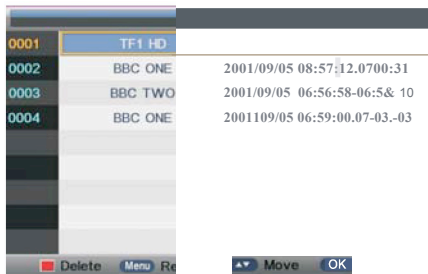 0001 TF1 HD
0002 BBC ONE 2001/09/05 08:57:12.0700:31
0003 BBC TWO 2001/09/05 06:56:58-06:5& 10
0004 BBC ONE 2001109/05 06:59:00.07-03.-03
Delete Menu Re Move OK